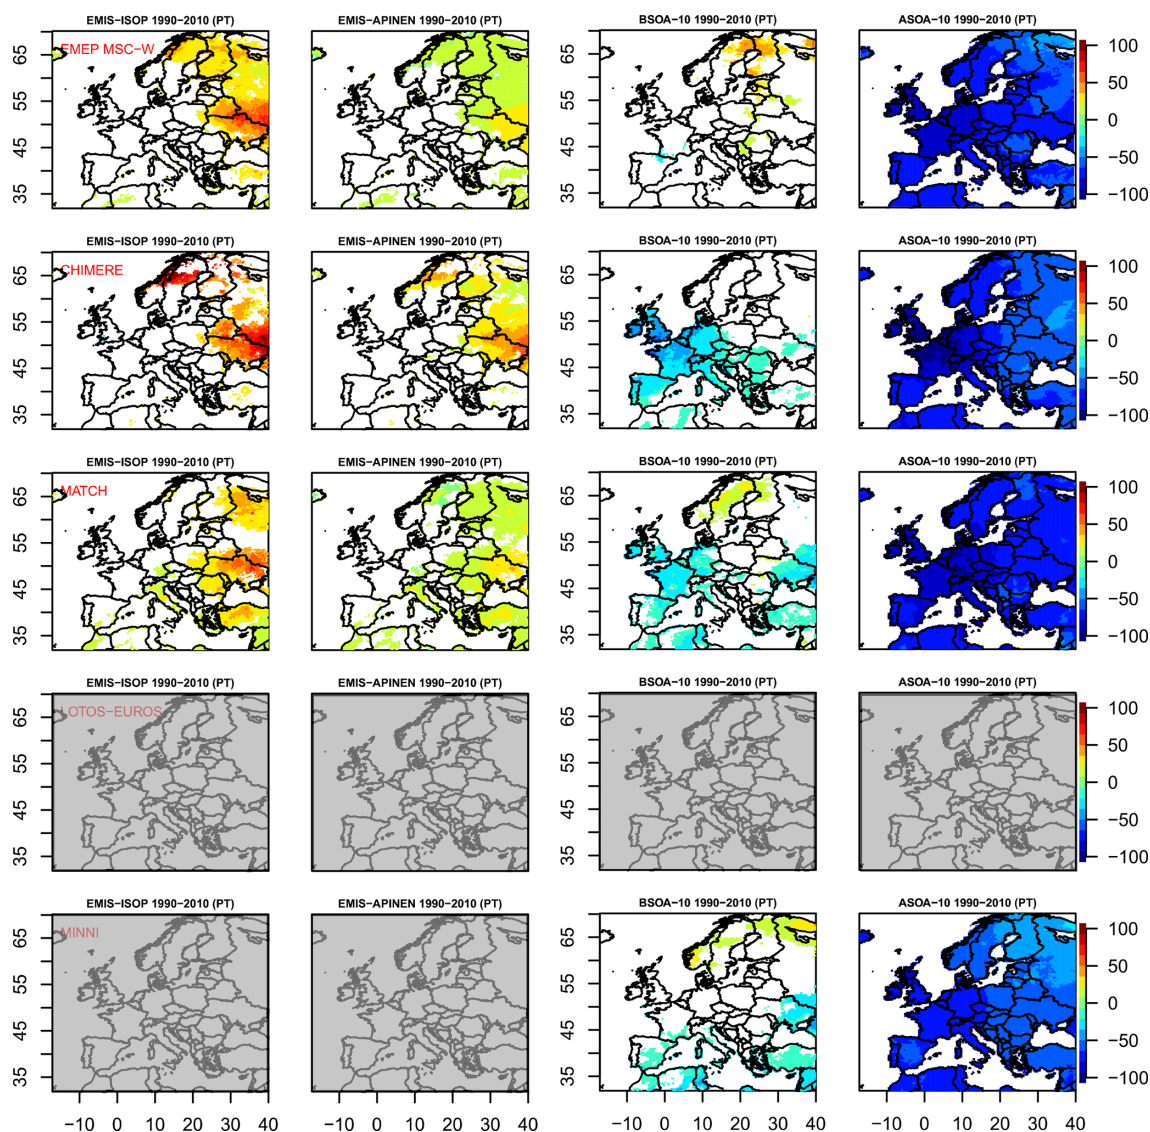 EMIS−ISOP 1990−2010 (PT) EMIS−APINEN 1990−2010 (PT) BSOA−10 1990−2010 (PT) ASOA−10 1990−2010 (PT)
EMEP MSC−W
35 45 55 65
100
50
0
−50
−100
EMIS−ISOP 1990−2010 (PT) EMIS−APINEN 1990−2010 (PT) BSOA−10 1990−2010 (PT) ASOA−10 1990−2010 (PT)
CHIMERE
35 45 55 65
100
50
0
−50
−100
EMIS−ISOP 1990−2010 (PT) EMIS−APINEN 1990−2010 (PT) BSOA−10 1990−2010 (PT) ASOA−10 1990−2010 (PT)
MATCH
35 45 55 65
100
50
0
−50
−100
EMIS−ISOP 1990−2010 (PT) EMIS−APINEN 1990−2010 (PT) BSOA−10 1990−2010 (PT) ASOA−10 1990−2010 (PT)
LOTOS−EUROS
35 45 55 65
100
50
0
−50
−100
EMIS−ISOP 1990−2010 (PT) EMIS−APINEN 1990−2010 (PT) BSOA−10 1990−2010 (PT) ASOA−10 1990−2010 (PT)
MINNI
35 45 55 65
100
50
0
−50
−100
−10 0 10 20 30 40 −10 0 10 20 30 40 −10 0 10 20 30 40 −10 0 10 20 30 40